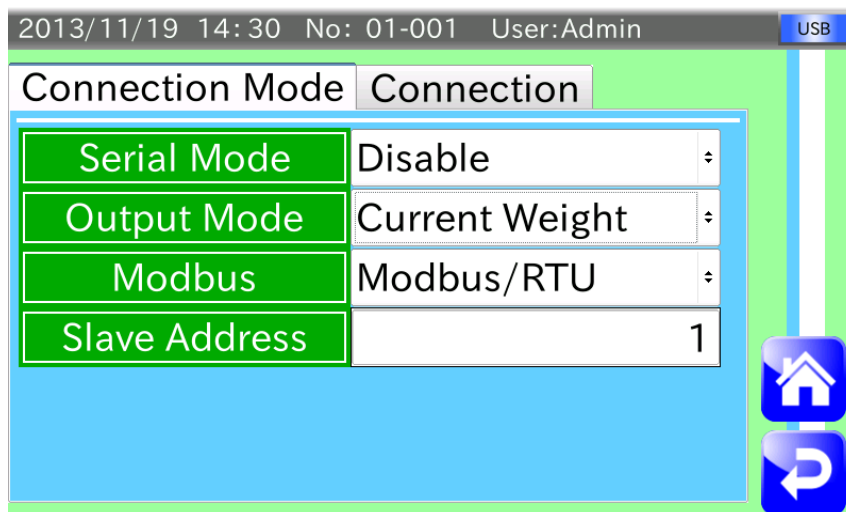 2013/11/19 14:30 No: 01-001 User:Admin USB
Connection Mode Connection
Serial Mode Disable
Output Mode Current Weight
Modbus Modbus/RTU
Slave Address 1